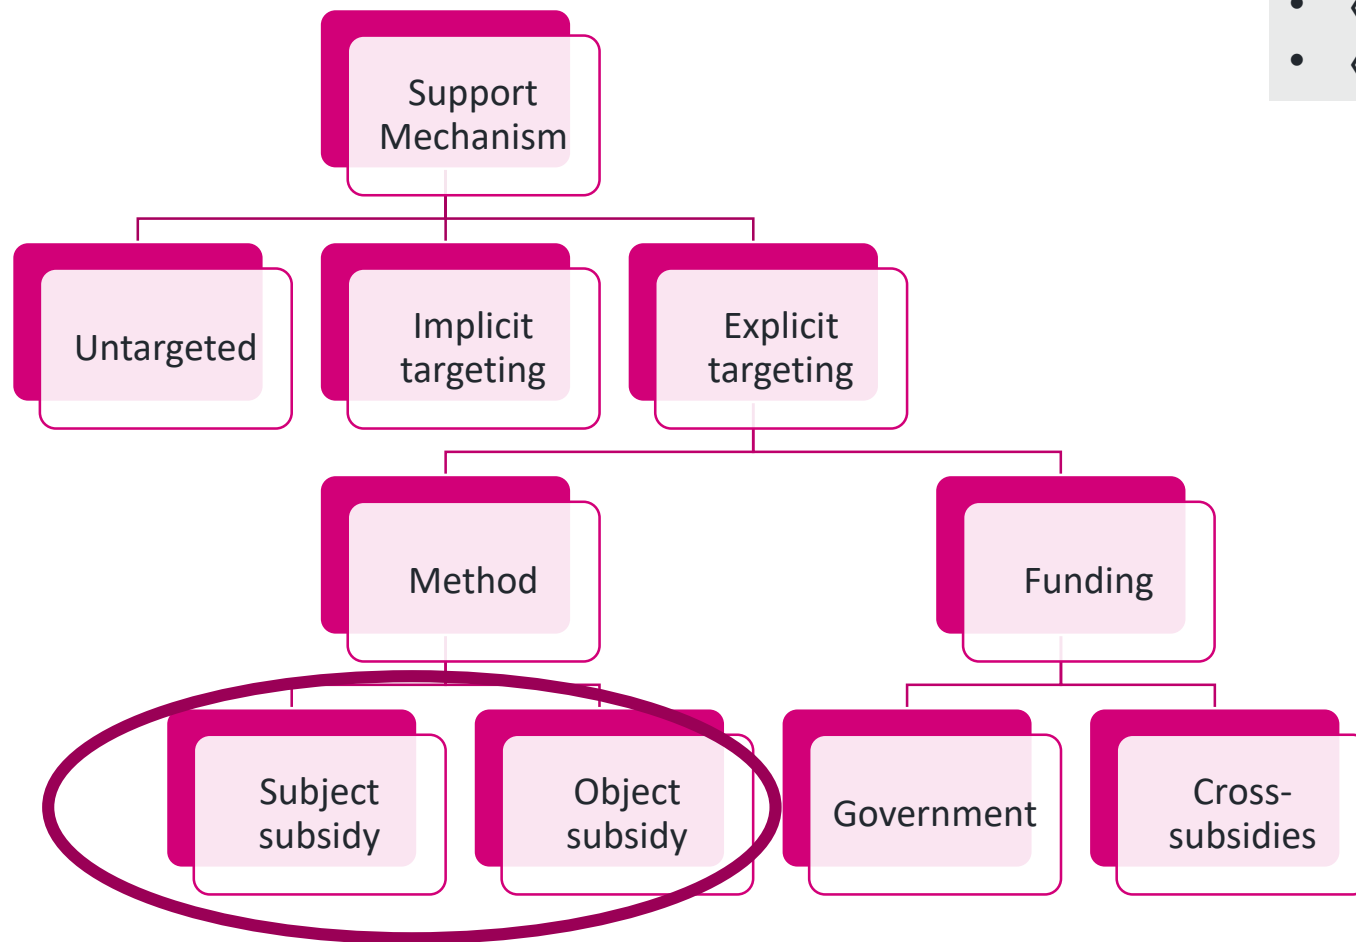 Support
Mechanism
Untargeted
Implicit
targeting
Explicit
targeting
Method
Funding
Subject
subsidy
Object
subsidy
Government
Cross-
subsidies